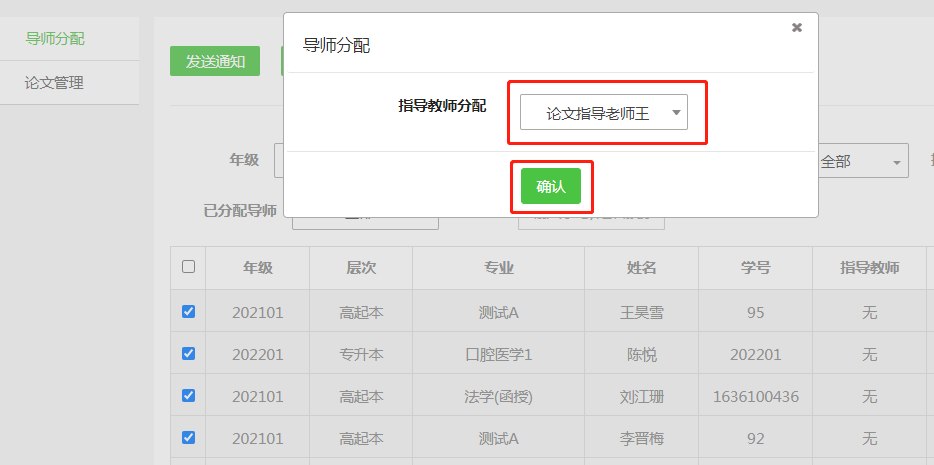 导师分配
论文管理
发送通知
导师分配
指导教师分配
论文指导老师王
确认
年级
全部
已分配导师
年级 层次 专业 姓名 学号 指导教师
202101 高起本 测试A 王昊雪 95 无
202201 专升本 口腔医学1 陈悦 202201 无
202101 高起本 法学(函授) 刘江珊 1636100436 无
202101 高起本 测试A 李晋梅 92 无